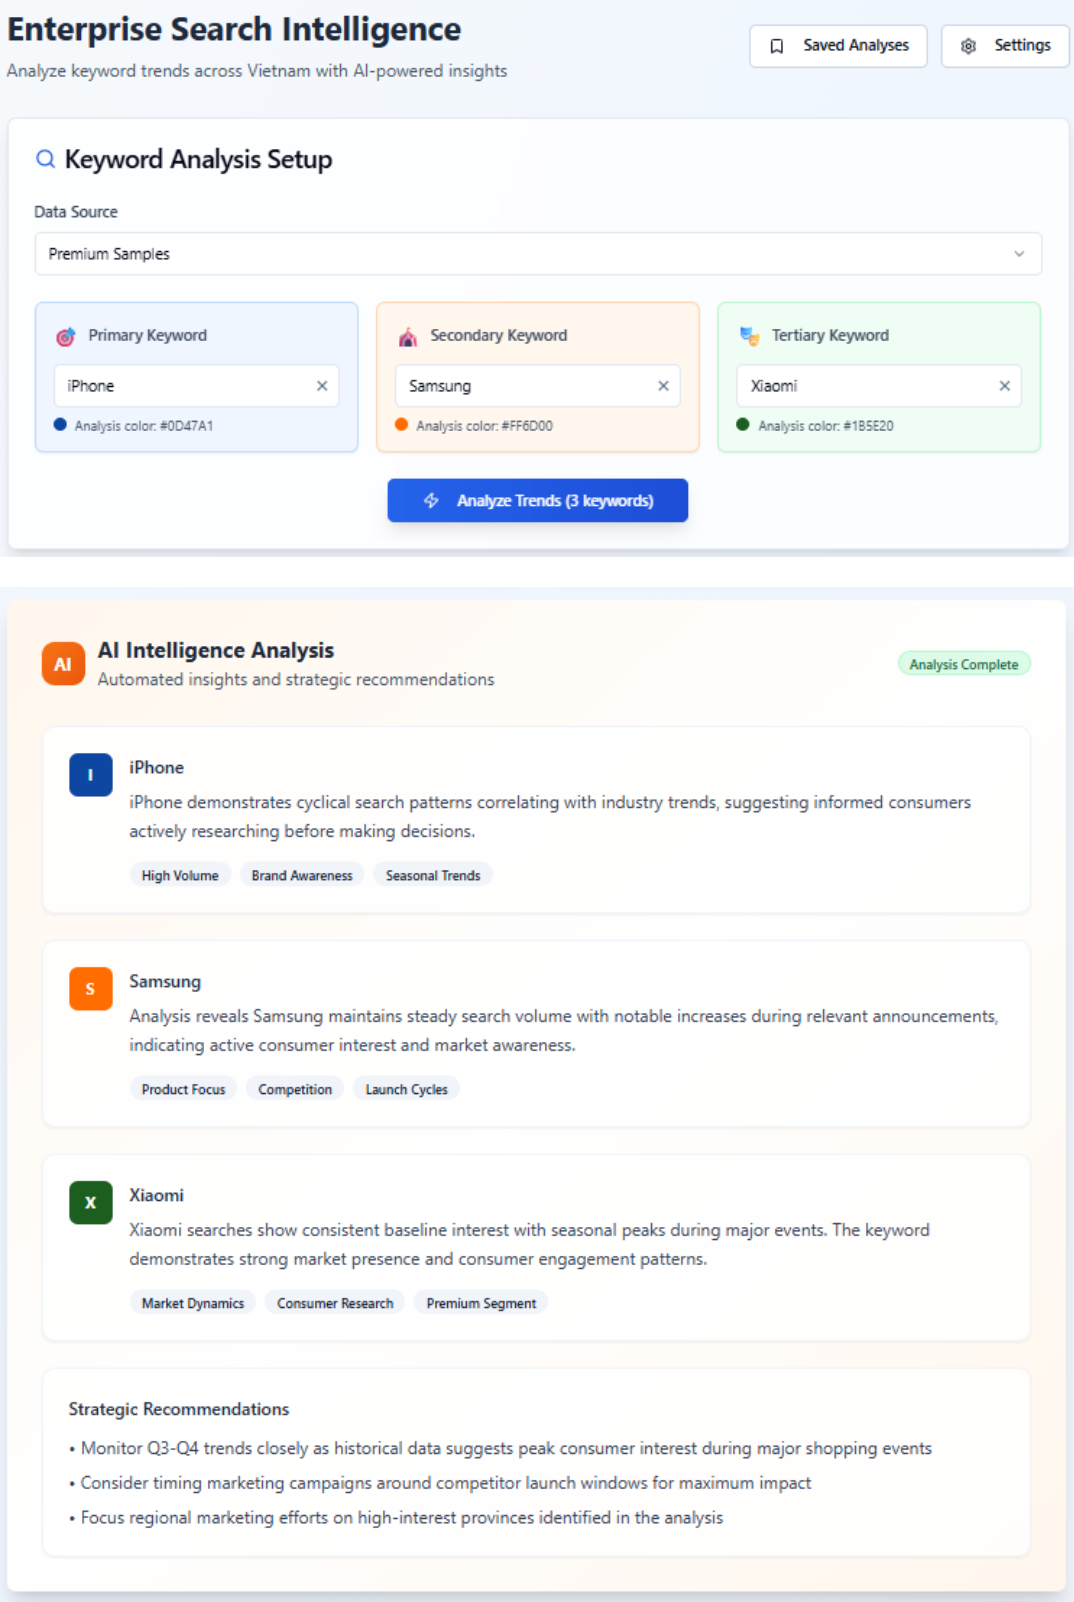 Enterprise Search Intelligence
Analyze keyword trends across Vietnam with AI-powered insights
Saved Analyses
Settings
Keyword Analysis Setup
Data Source
Premium Samples
Primary Keyword
iPhone
Analysis color: #0D47A1
Secondary Keyword
Samsung
Analysis color: #FF6D00
Tertiary Keyword
Xiaomi
Analysis color: #1B5E20
Analyze Trends (3 keywords)
AI
AI Intelligence Analysis
Automated insights and strategic recommendations
Analysis Complete
I
iPhone
iPhone demonstrates cyclical search patterns correlating with industry trends, suggesting informed consumers
actively researching before making decisions.
High Volume
Brand Awareness
Seasonal Trends
S
Samsung
Analysis reveals Samsung maintains steady search volume with notable increases during relevant announcements,
indicating active consumer interest and market awareness.
Product Focus
Competition
Launch Cycles
X
Xiaomi
Xiaomi searches show consistent baseline interest with seasonal peaks during major events. The keyword
demonstrates strong market presence and consumer engagement patterns.
Market Dynamics
Consumer Research
Premium Segment
Strategic Recommendations
• Monitor Q3-Q4 trends closely as historical data suggests peak consumer interest during major shopping events
• Consider timing marketing campaigns around competitor launch windows for maximum impact
• Focus regional marketing efforts on high-interest provinces identified in the analysis